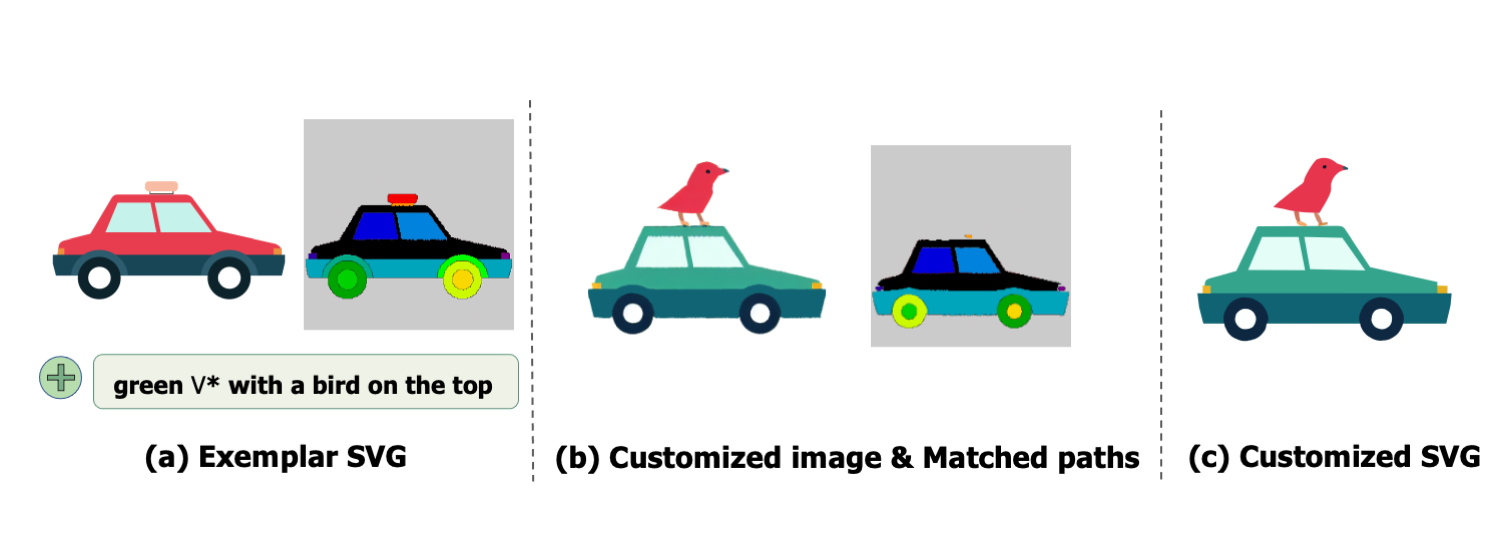 green V* with a bird on the top
(a) Exemplar SVG
(b) Customized image & Matched paths
(c) Customized SVG